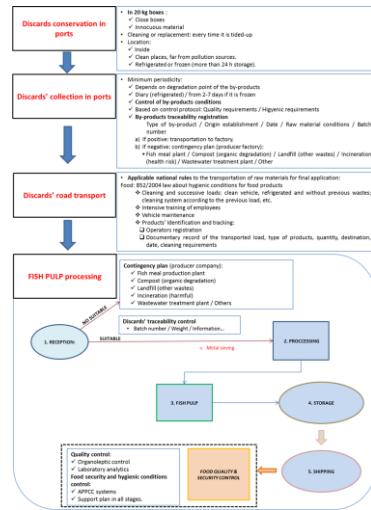 Discards conservation in
ports
• In 20 kg boxes :
✓ Close boxes
✓ Innocuous material
• Cleaning or replacement: every time it is tided-up
• Location:
✓ Inside
✓ Clean places, far from pollution sources.
✓ Refrigerated or frozen (more than 24 h storage).
Discards' collection in ports
• Minimum periodicity:
✓ Depends on degradation point of the by-products
✓ Diary (refrigerated) / from 2-7 days if it is frozen
• Control of by-products conditions
✓ Based on control protocol: Quality requirements / Higyenic requirements
• By-products traceability registration
Type of by-product / Origin establishment / Date / Raw material conditions / Batch
number
a) If positive: transportation to factory.
b) If negative: contingency plan (producer factory):
• Fish meal plant / Compost (organic degradation) / Landfill (other wastes) / Incineration
(health risk) / Wastewater treatment plant / Other
Discards' road transport
• Applicable national rules to the transportation of raw materials for final application:
Food: 852/2004 law about hygienic conditions for food products
❖ Cleaning and successive loads: clean vehicle, refrigerated and without previous wastes;
cleaning system according to the previous load, etc.
❖ Intensive training of employees
❖ Vehicle maintenance
❖ Products' identification and tracking:
❑ Operators registration
❑ Documentary record of the transported load, type of products, quantity, destination,
date, cleaning requirements
FISH PULP processing
Contingency plan (producer company):
✓ Fish meal production plant
✓ Compost (organic degradation)
✓ Landfill (other wastes)
✓ Incineration (harmful)
✓ Wastewater treatment plant / Others
NO SUITABLE
Discards' traceability control
• Batch number / Weight / Information...
1. RECEPTION
SUITABLE
Metal sieving
2. PROCCESSING
3. FISH PULP
4. STORAGE
Quality control:
✓ Organoleptic control
✓ Laboratory analytics
Food security and hygienic conditions
control:
✓ APPCC systems
✓ Support plan in all stages.
FOOD QUALITY &
SECURITY CONTROL
5. SHIPPING